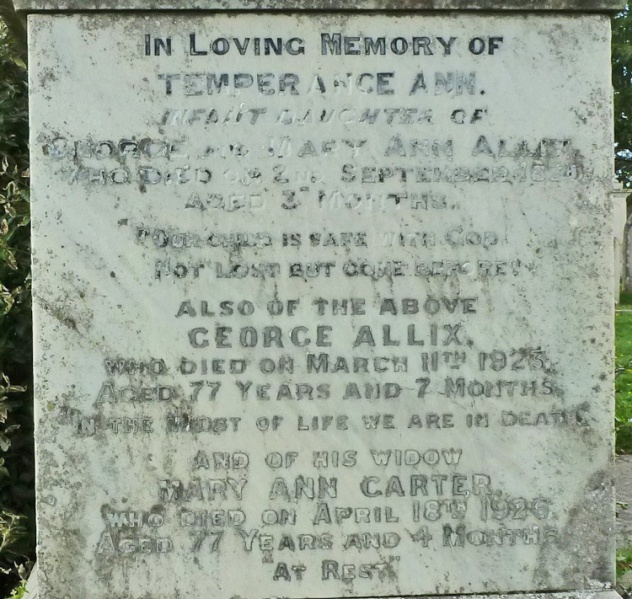 IN LOVING MEMORY OF
TEMPERANCE ANN.
INFANT DAUGHTER OF
GEORGE AND MARY ANN ALLIX
WHO DIED ON 2ND SEPTEMBER
AGED 3 MONTHS.
"OUR CHILD IS SAFE WITH GOD
NOT LOST BUT GONE BEFORE"
ALSO OF THE ABOVE
GEORGE ALLIX.
WHO DIED ON MARCH 11TH
AGED 77 YEARS AND 7 MONTHS
"IN THE MIDST OF LIFE WE ARE IN DEATH"
AND OF HIS WIDOW
MARY ANN CARTER.
WHO DIED ON APRIL 18TH
AGED 77 YEARS AND 4 MONTHS
"AT REST"